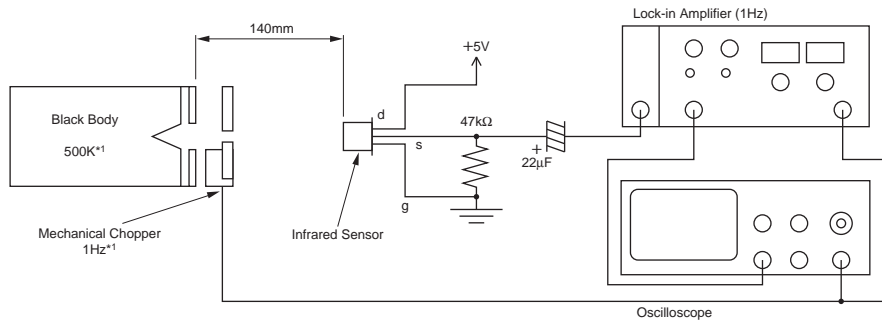 Lock-in Amplifier (1Hz)
140mm
+5V
Black Body
500K*1
d
s
g
47kΩ
+
22μF
Mechanical Chopper
1Hz*1
Infrared Sensor
Oscilloscope